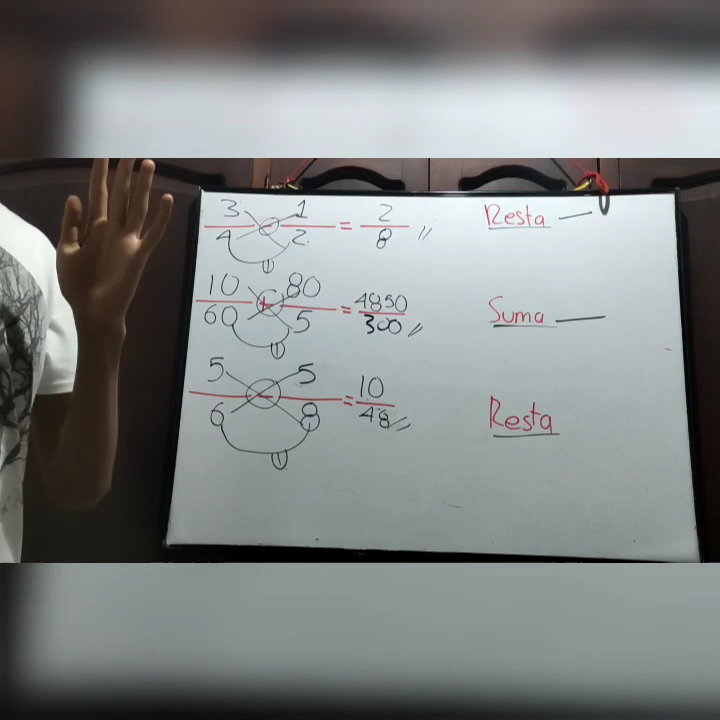 3/4 - 1/2 = 2/8 // Resta —
10/60 + 80/5 = 4850/300 // Suma —
5/6 - 5/8 = 10/48 // Resta